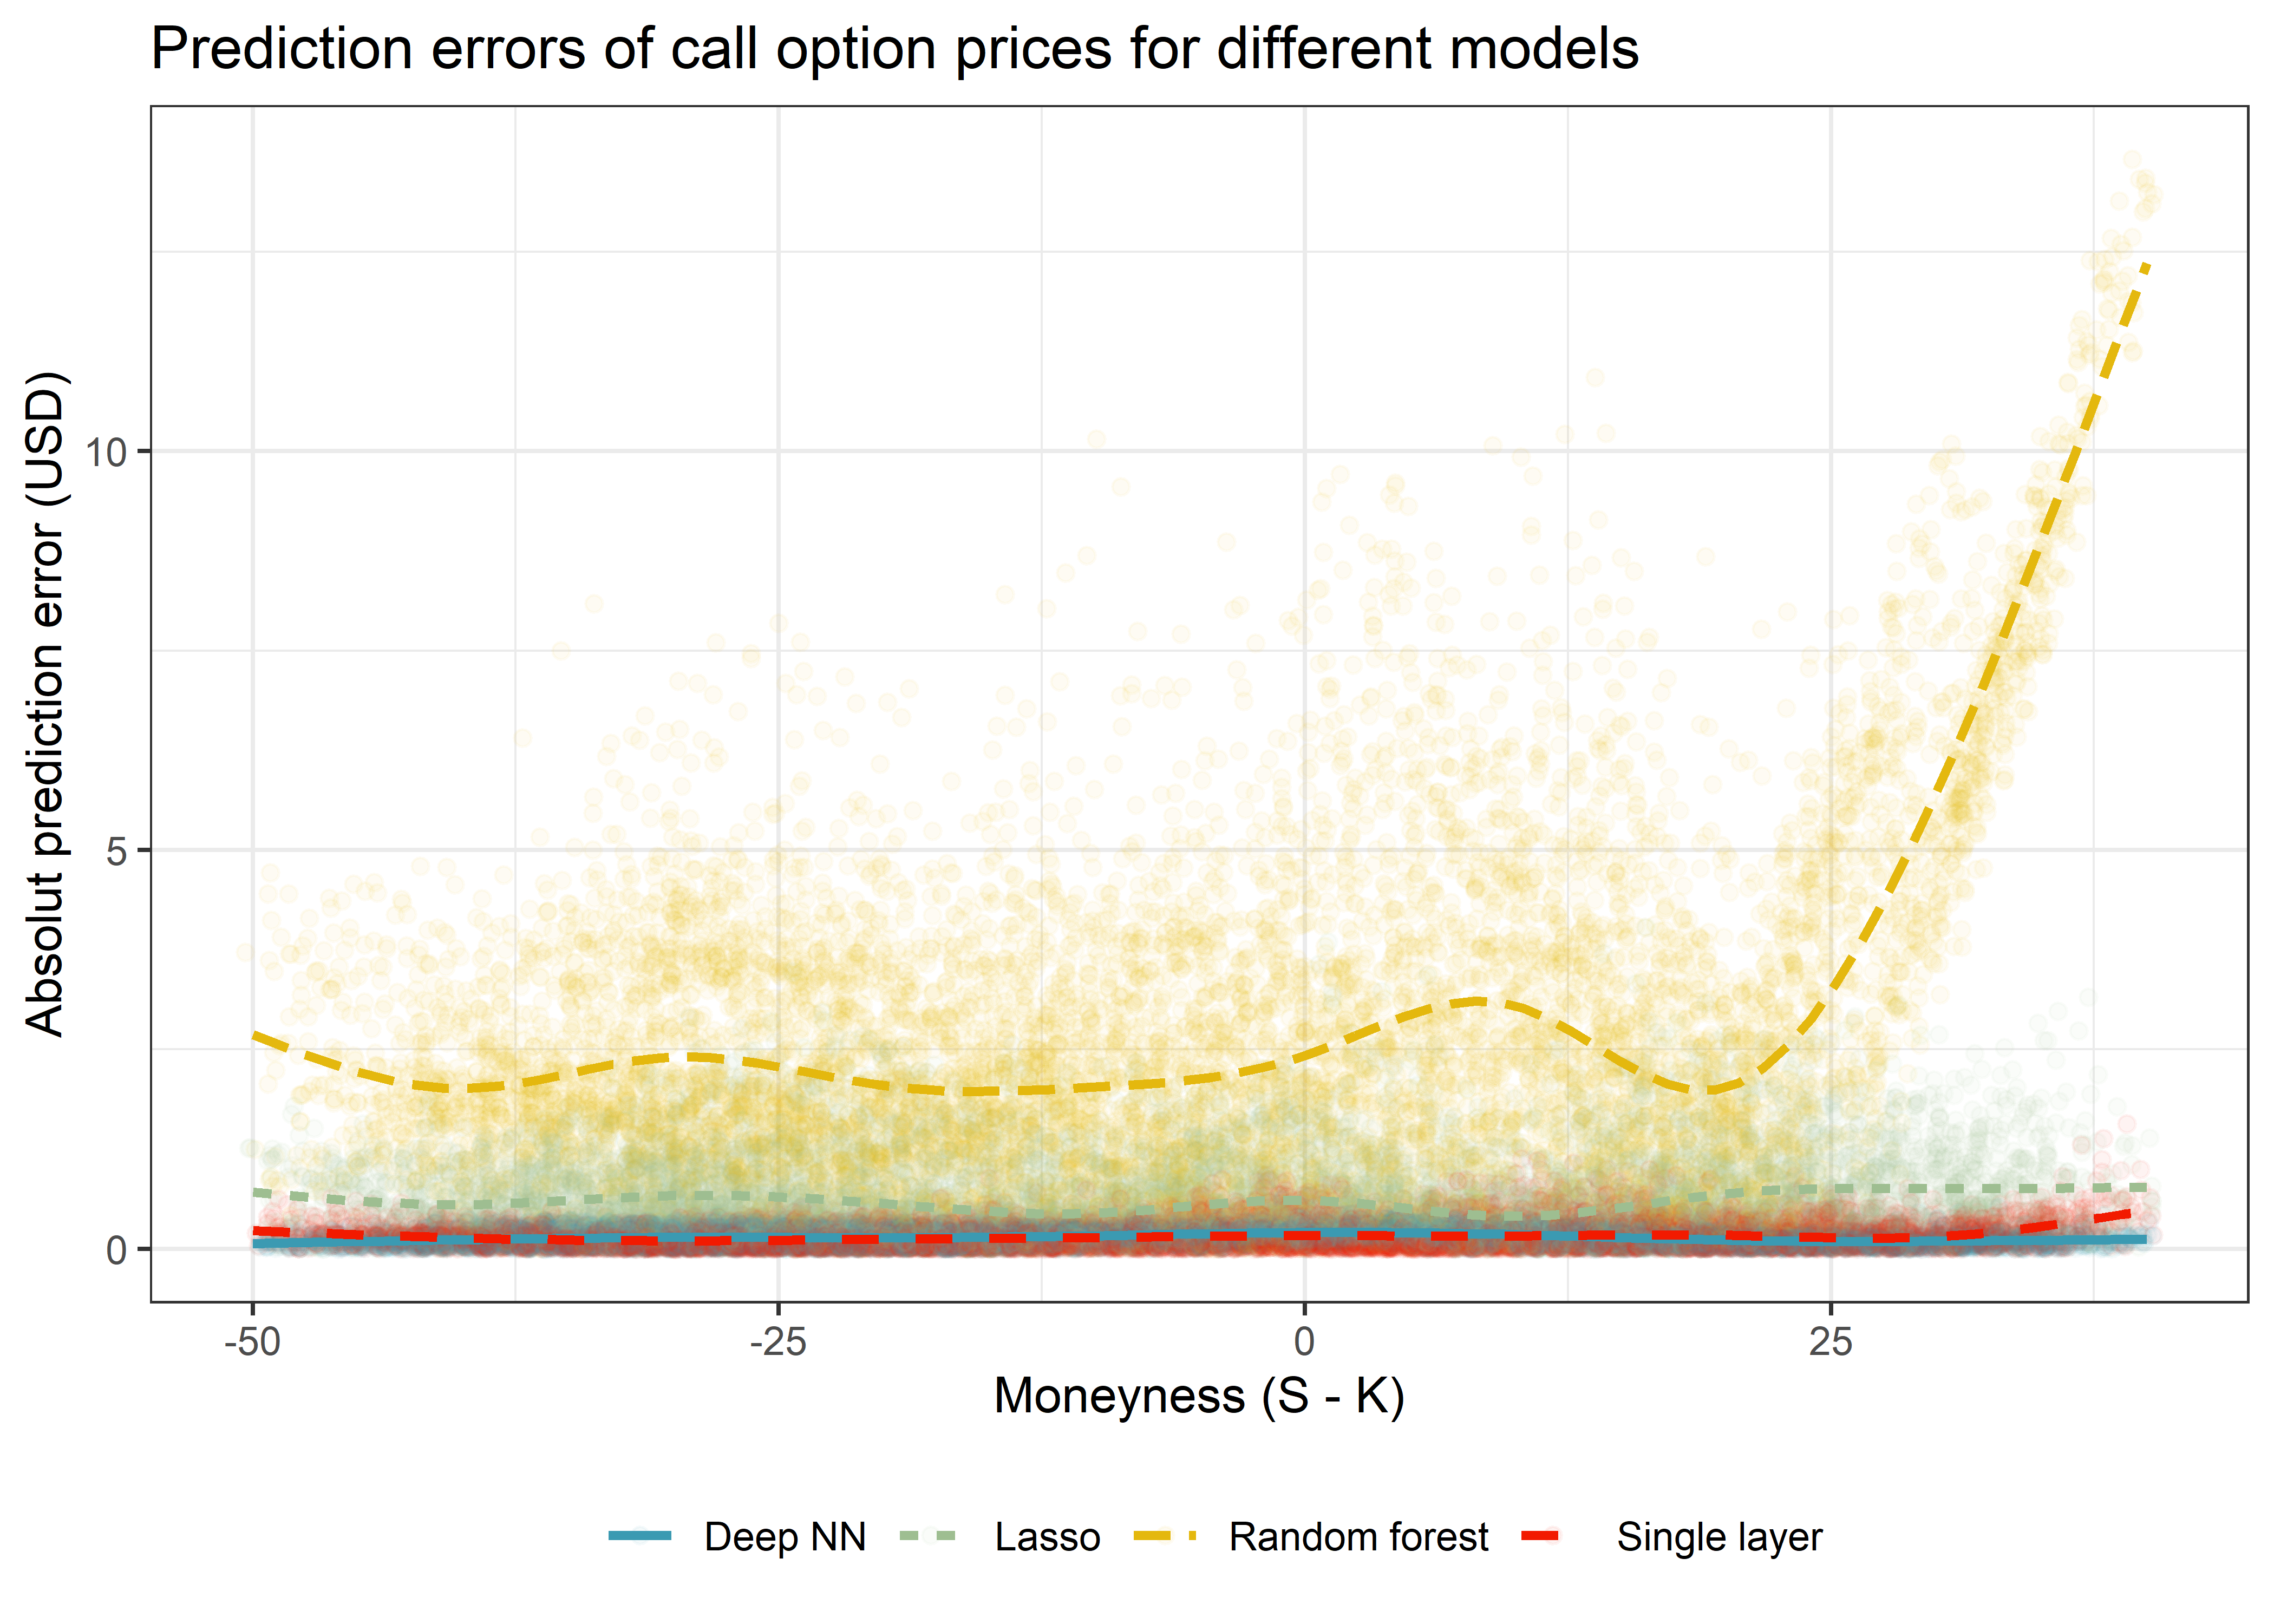 Prediction errors of call option prices for different models
Absolut prediction error (USD)
10
5
0
-50
-25
0
25
Moneyness (S - K)
Deep NN
Lasso
Random forest
Single layer